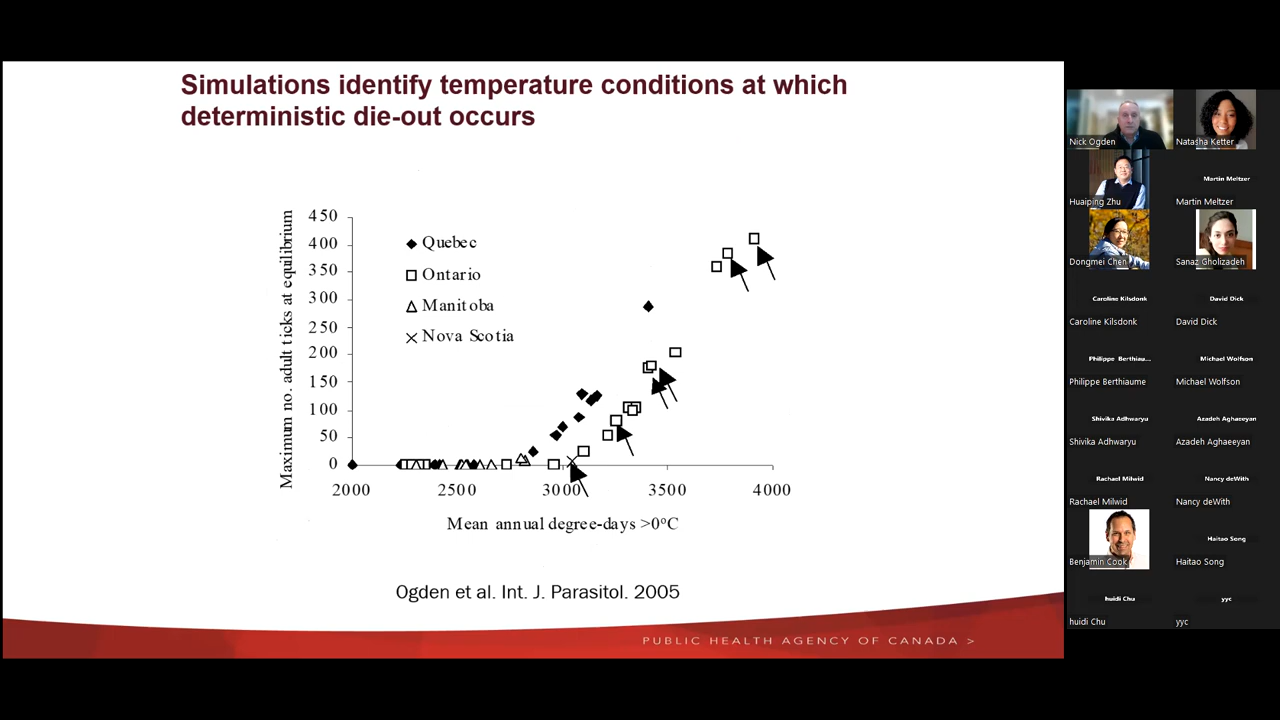 Simulations identify temperature conditions at which
deterministic die-out occurs
Maximum no. adult ticks at equilibrium
450
400
350
300
250
200
150
100
50
0
Quebec
Ontario
Manitoba
Nova Scotia
2000 2500 3000 3500 4000
Mean annual degree-days >0°C
Ogden et al. Int. J. Parasitol. 2005
PUBLIC HEALTH AGENCY OF CANADA >
Nick Ogden
Natasha Ketter
Huaiping Zhu
Martin Meltzer
Martin Meltzer
Dongmei Chen
Sanaz Gholizadeh
Caroline Kilsdonk
Caroline Kilsdonk
David Dick
David Dick
Philippe Berthiau...
Philippe Berthiaume
Michael Wolfson
Michael Wolfson
Shivika Adhwaryu
Shivika Adhwaryu
Azadeh Aghaeeyan
Azadeh Aghaeeyan
Rachael Milwid
Rachael Milwid
Nancy deWith
Nancy deWith
Benjamin Cook
Haitao Song
Haitao Song
huidi Chu
huidi Chu
yyc
yyc